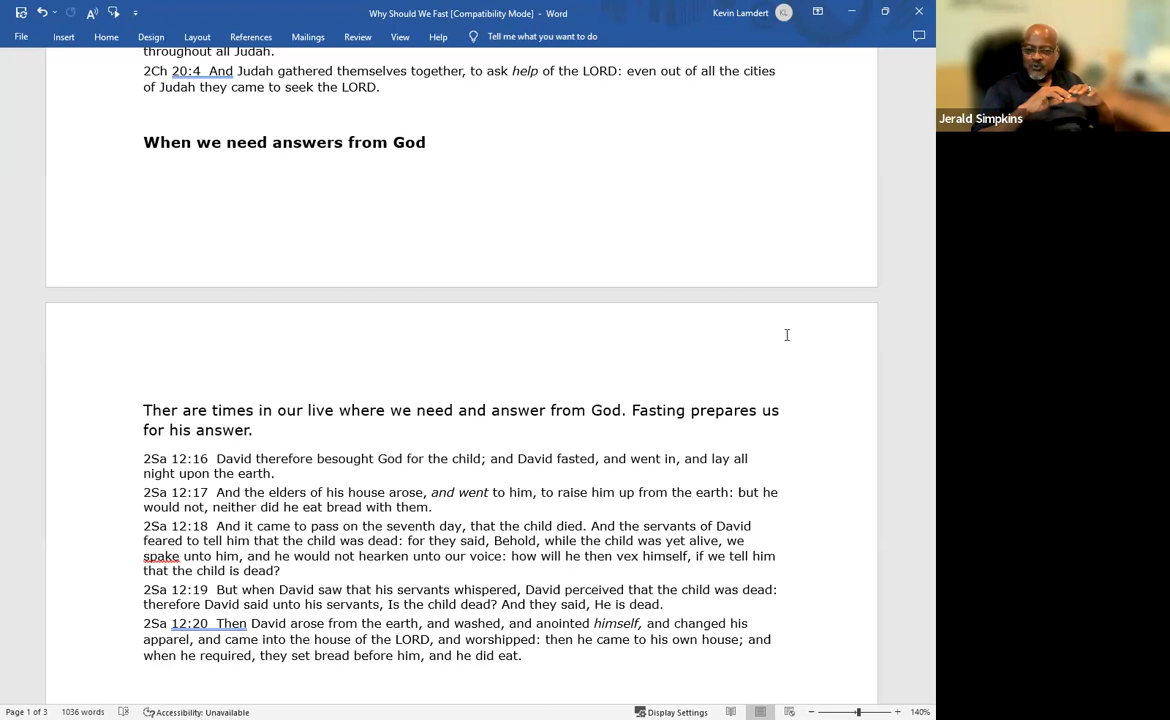 Why Should We Fast [Compatibility Mode] - Word
Kevin Lamdert KL
File Insert Home Design Layout References Mailings Review View Help Tell me what you want to do
throughout all Judah.
2Ch 20:4 And Judah gathered themselves together, to ask help of the LORD: even out of all the cities
of Judah they came to seek the LORD.
When we need answers from God
Jerald Simpkins
Ther are times in our live where we need and answer from God. Fasting prepares us
for his answer.
2Sa 12:16 David therefore besought God for the child; and David fasted, and went in, and lay all
night upon the earth.
2Sa 12:17 And the elders of his house arose, and went to him, to raise him up from the earth: but he
would not, neither did he eat bread with them.
2Sa 12:18 And it came to pass on the seventh day, that the child died. And the servants of David
feared to tell him that the child was dead: for they said, Behold, while the child was yet alive, we
spake unto him, and he would not hearken unto our voice: how will he then vex himself, if we tell him
that the child is dead?
2Sa 12:19 But when David saw that his servants whispered, David perceived that the child was dead:
therefore David said unto his servants, Is the child dead? And they said, He is dead.
2Sa 12:20 Then David arose from the earth, and washed, and anointed himself, and changed his
apparel, and came into the house of the LORD, and worshipped: then he came to his own house; and
when he required, they set bread before him, and he did eat.
Page 1 of 3 1036 words Accessibility: Unavailable Display Settings 140%